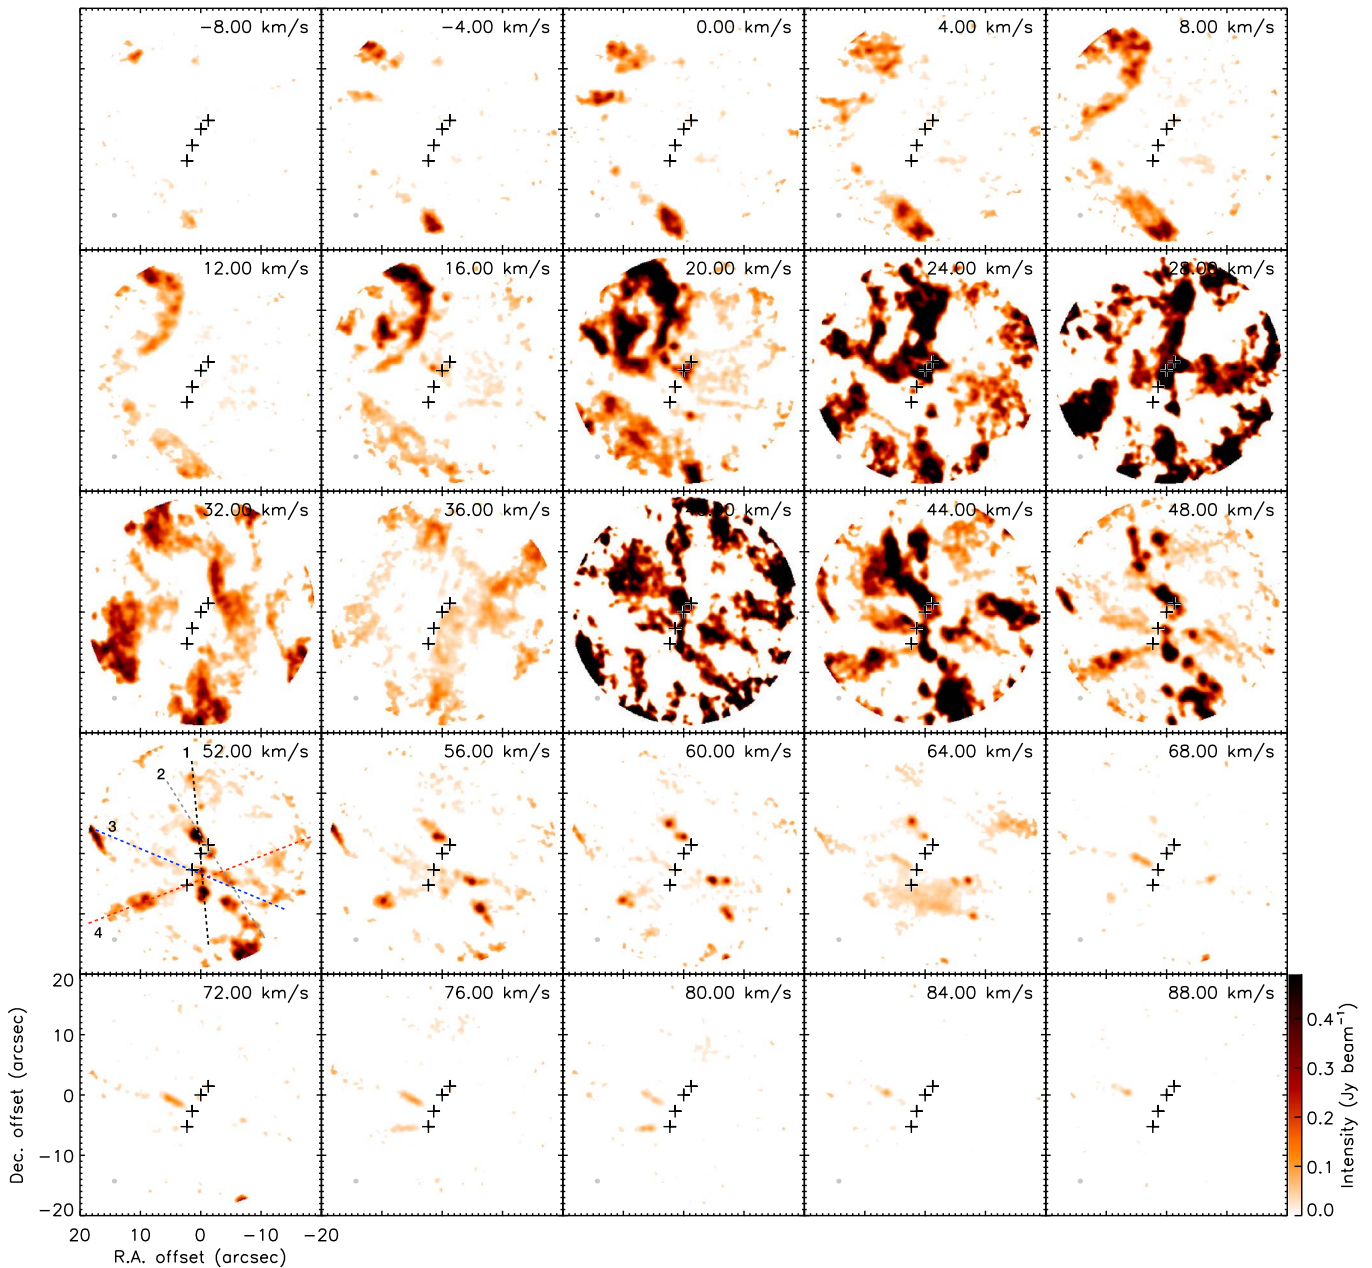 −8.00 km/s
−4.00 km/s
0.00 km/s
4.00 km/s
8.00 km/s
12.00 km/s
16.00 km/s
20.00 km/s
24.00 km/s
28.00 km/s
32.00 km/s
36.00 km/s
km/s
44.00 km/s
48.00 km/s
52.00 km/s
1
2
3
4
56.00 km/s
60.00 km/s
64.00 km/s
68.00 km/s
72.00 km/s
76.00 km/s
80.00 km/s
84.00 km/s
88.00 km/s
20
10
0
−10
−20
Dec. offset (arcsec)
20
10
0
−10
−20
R.A. offset (arcsec)
0.4
0.3
0.2
0.1
0.0
Intensity (Jy beam⁻¹)